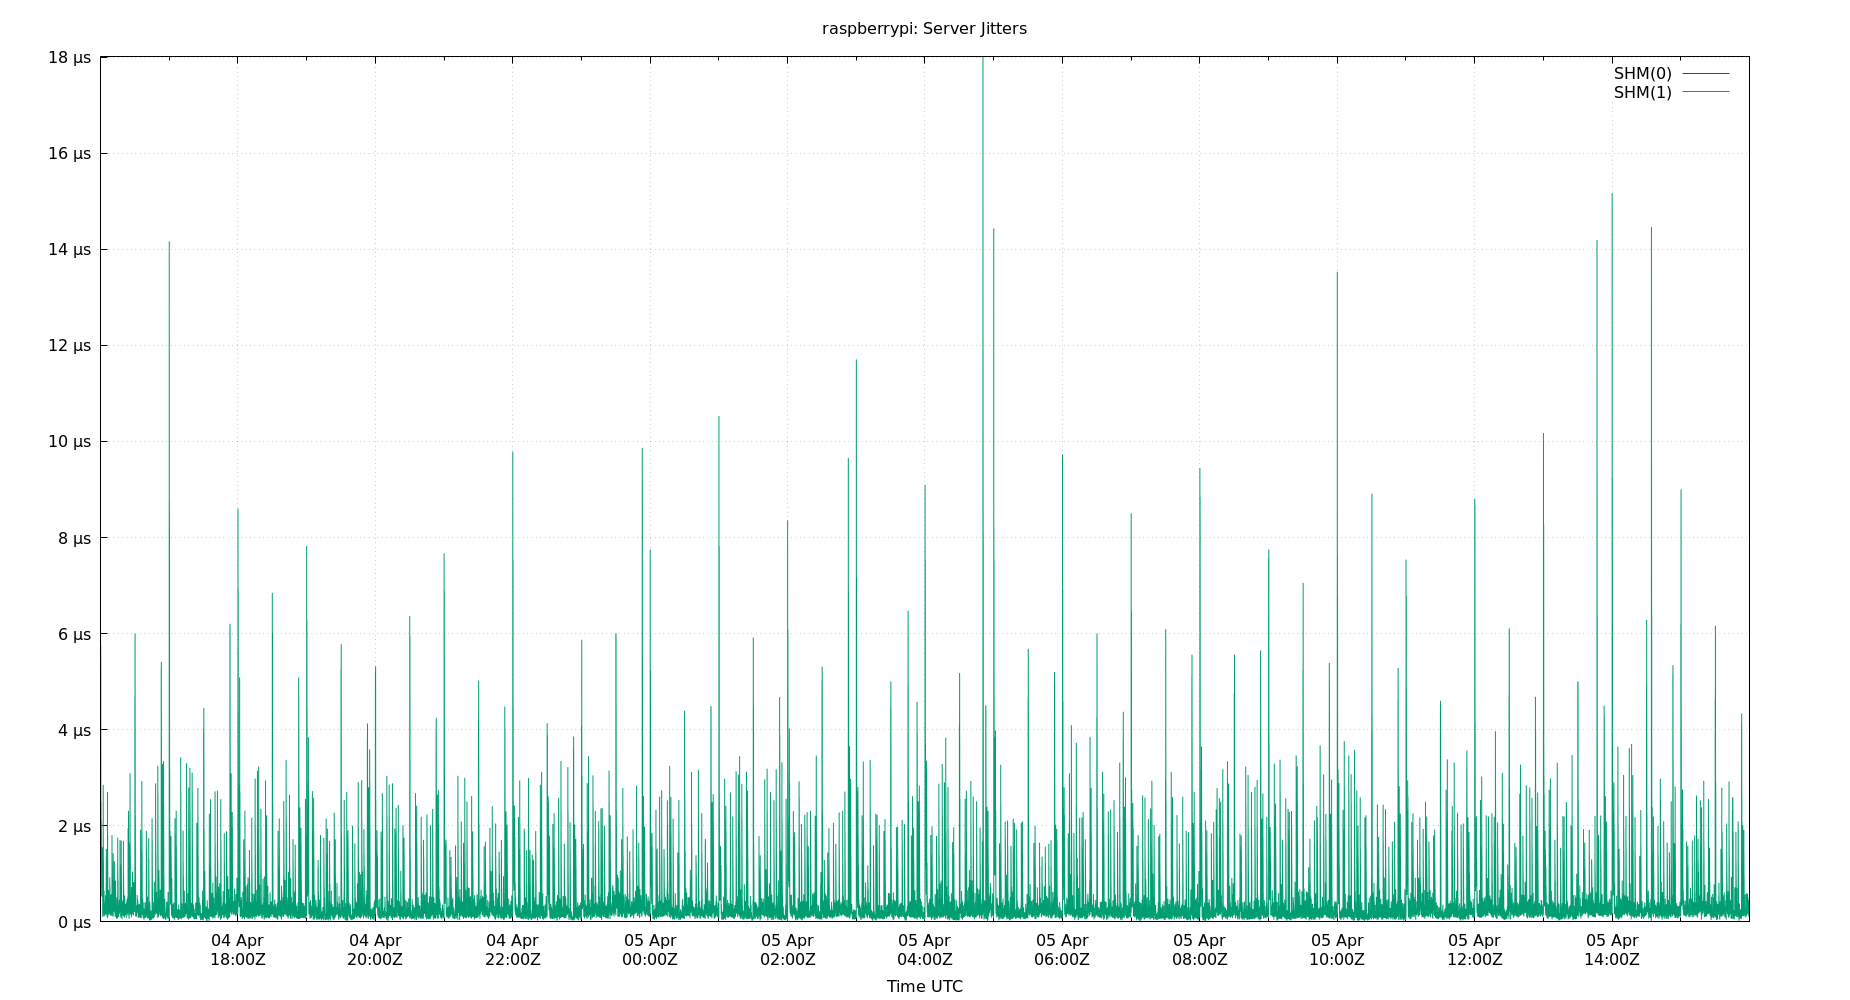 raspberrypi: Server Jitters
SHM(0)
SHM(1)
18 µs
16 µs
14 µs
12 µs
10 µs
8 µs
6 µs
4 µs
2 µs
0 µs
04 Apr 04 Apr 04 Apr 05 Apr 05 Apr 05 Apr 05 Apr 05 Apr 05 Apr 05 Apr 05 Apr
18:00Z 20:00Z 22:00Z 00:00Z 02:00Z 04:00Z 06:00Z 08:00Z 10:00Z 12:00Z 14:00Z
Time UTC